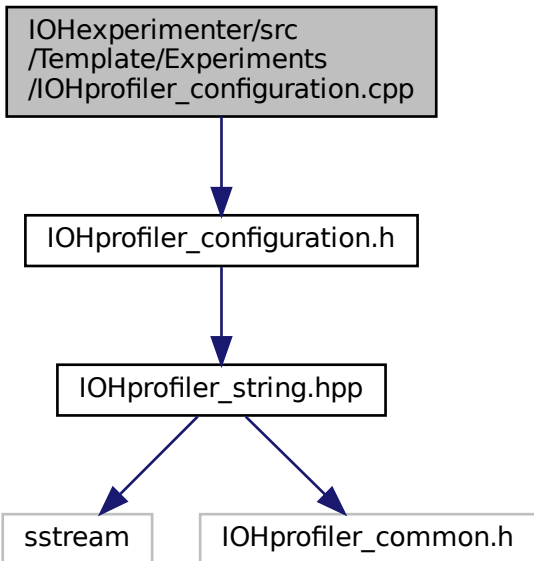 IOHexperimenter/src
/Template/Experiments
/IOHprofiler_configuration.cpp
IOHprofiler_configuration.h
IOHprofiler_string.hpp
sstream
IOHprofiler_common.h